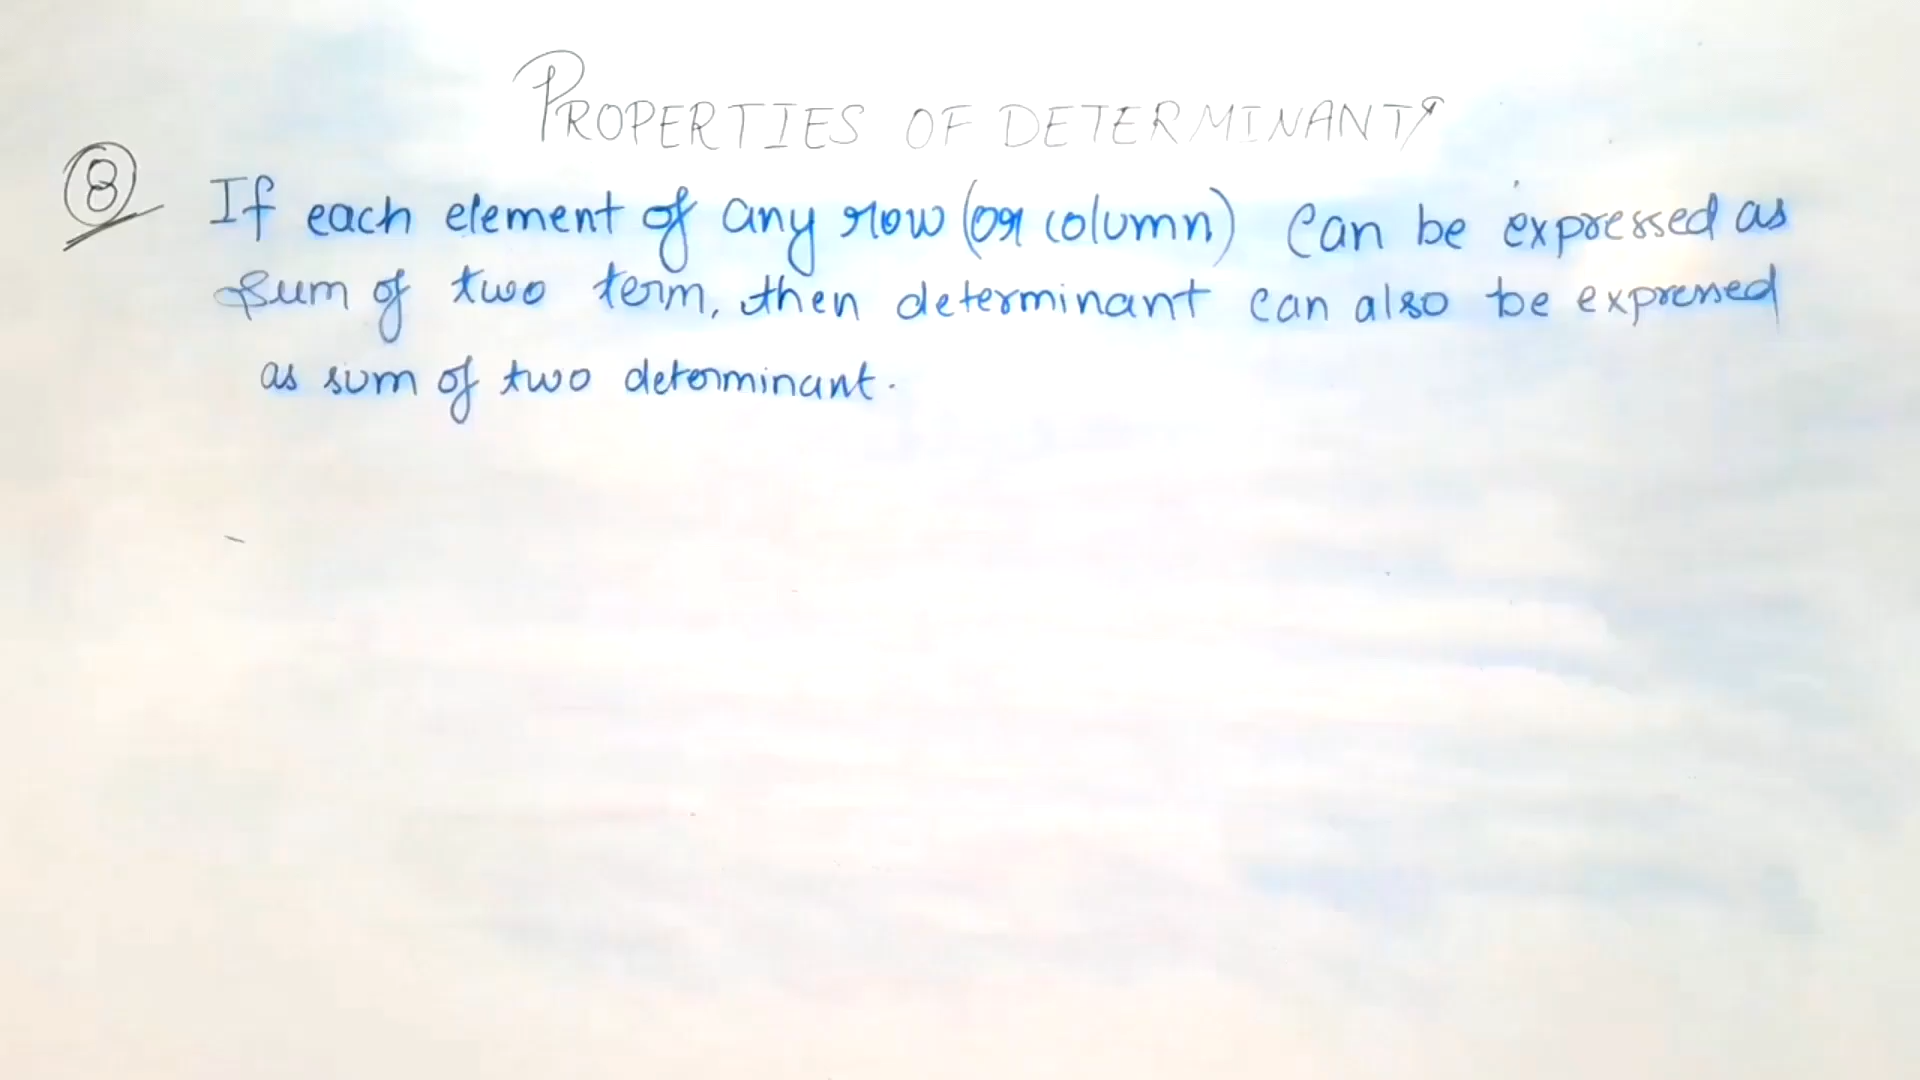 PROPERTIES OF DETERMINANTS
8 If each element of any row (or column) can be expressed as
sum of two term, then determinant can also be expressed
as sum of two determinant.